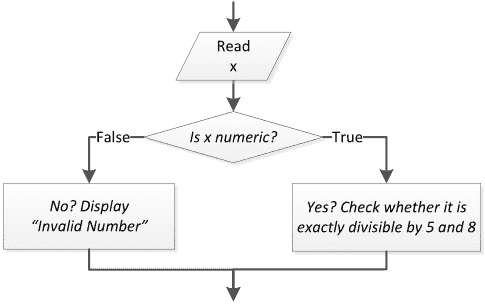 Read
x
Is x numeric?
False
True
No? Display
“Invalid Number”
Yes? Check whether it is
exactly divisible by 5 and 8